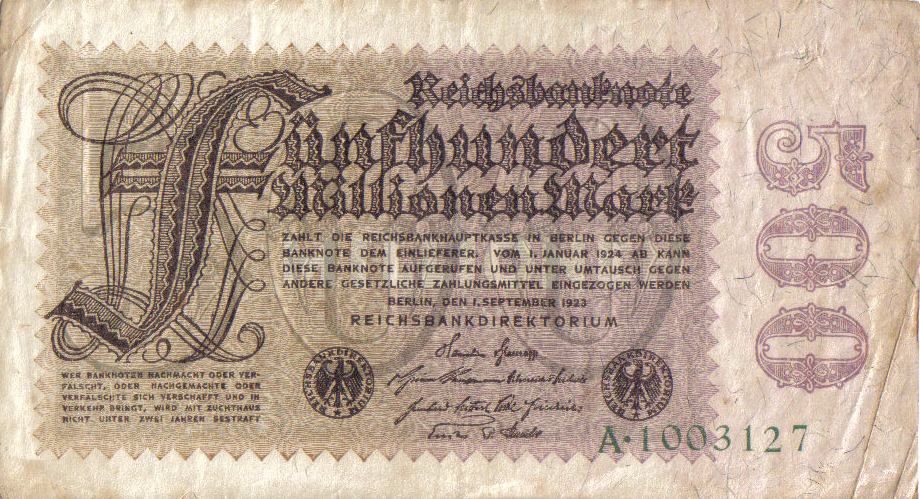 Reichsbanknote
Fünfhundert
Millionen Mark
ZAHLT DIE REICHSBANKHAUPTKASSE IN BERLIN GEGEN DIESE
BANKNOTE DEM EINLIEFERER. VOM 1. JANUAR 1924 AB KANN
DIESE BANKNOTE AUFGERUFEN UND UNTER UMTAUSCH GEGEN
ANDERE GESETZLICHE ZAHLUNGSMITTEL EINGEZOGEN WERDEN
BERLIN, DEN 1. SEPTEMBER 1923
REICHSBANKDIREKTORIUM
WER BANKNOTEN NACHMACHT ODER VER-
FÄLSCHT, ODER NACHGEMACHTE ODER
VERFÄLSCHTE SICH VERSCHAFFT UND IN
VERKEHR BRINGT, WIRD MIT ZUCHTHAUS
NICHT UNTER ZWEI JAHREN BESTRAFT
REICHSBANKDIREKTORIUM
REICHSBANKDIREKTORIUM
A·1003127
500